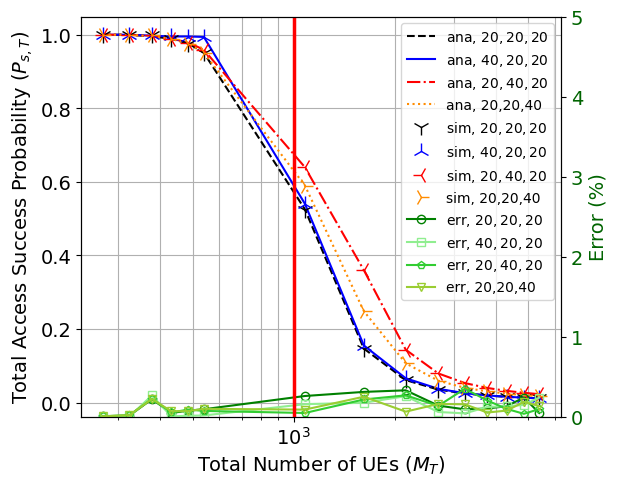 Total Access Success Probability (P_{s,T})
1.0
0.8
0.6
0.4
0.2
0.0
5
4
3
2
1
0
Error (%)
ana, 20, 20, 20
ana, 40, 20, 20
ana, 20, 40, 20
ana, 20,20,40
sim, 20, 20, 20
sim, 40, 20, 20
sim, 20, 40, 20
sim, 20,20,40
err, 20, 20, 20
err, 40, 20, 20
err, 20, 40, 20
err, 20,20,40
10^3
Total Number of UEs (M_T)